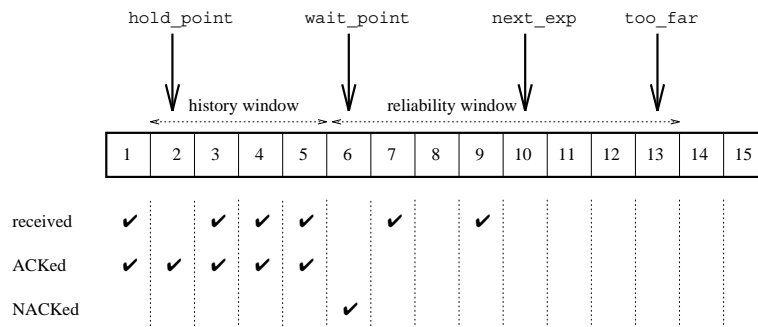 hold_point wait_point next_exp too_far
history window reliability window
1 2 3 4 5 6 7 8 9 10 11 12 13 14 15
received ✔ ✔ ✔ ✔ ✔ ✔
ACKed ✔ ✔ ✔ ✔ ✔
NACKed ✔